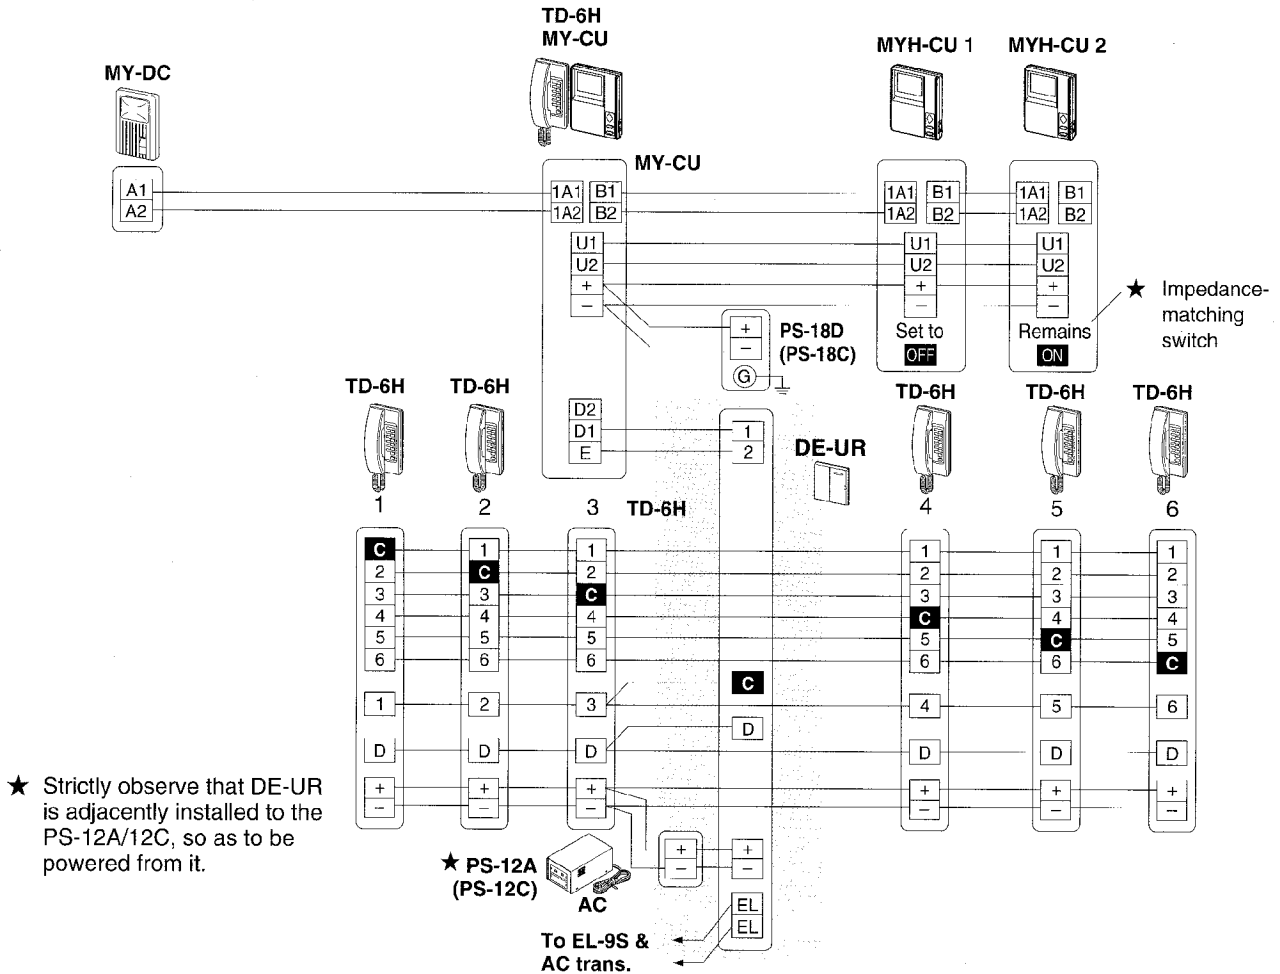 TD-6H
MY-CU
MYH-CU 1
MYH-CU 2
MY-DC
MY-CU
A1
A2
1A1 B1
1A2 B2
1A1 B1
1A2 B2
1A1 B1
1A2 B2
U1
U2
+
−
U1
U2
+
−
U1
U2
+
−
★ Impedance-
matching
switch
Set to
OFF
Remains
ON
+
−
G
PS-18D
(PS-18C)
TD-6H
TD-6H
TD-6H
TD-6H
TD-6H
D2
D1
E
1
2
DE-UR
1
2
3
TD-6H
4
5
6
C 1 1 1 1 1
2 C 2 2 2 2
3 3 C 3 3 3
4 4 4 C 4 4
5 5 5 5 C 5
6 6 6 6 6 C
C
1 2 3 4 5 6
D
D D D D D D
+ + + + + +
− − − − − −
★ Strictly observe that DE-UR
is adjacently installed to the
PS-12A/12C, so as to be
powered from it.
★ PS-12A
(PS-12C)
AC
+ +
− −
EL
EL
To EL-9S &
AC trans.